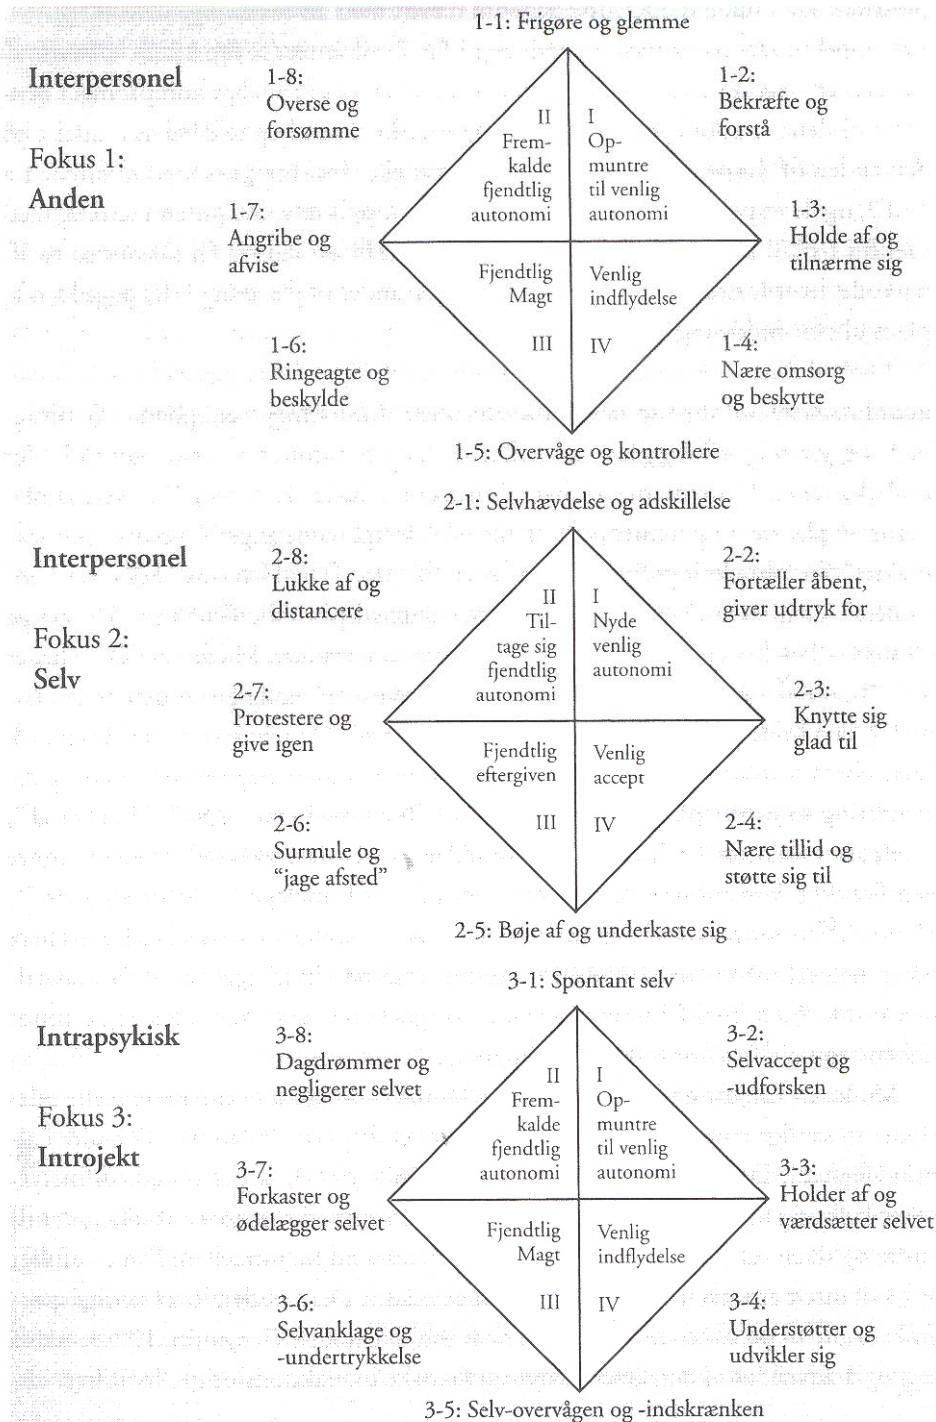 1-1: Frigøre og glemme
Interpersonel
1-8:
Overse og
forsømme
1-2:
Bekræfte og
forstå
II
Frem-
kalde
fjendtlig
autonomi
I
Op-
muntre
til venlig
autonomi
Fokus 1:
Anden
1-7:
Angribe og
afvise
1-3:
Holde af og
tilnærme sig
Fjendtlig
Magt
III
Venlig
indflydelse
IV
1-6:
Ringeagte og
beskylde
1-4:
Nære omsorg
og beskytte
1-5: Overvåge og kontrollere
2-1: Selvhævdelse og adskillelse
Interpersonel
2-8:
Lukke af og
distancere
2-2:
Fortæller åbent,
giver udtryk for
II
Til-
tage sig
fjendtlig
autonomi
I
Nyde
venlig
autonomi
Fokus 2:
Selv
2-7:
Protestere og
give igen
2-3:
Knytte sig
glad til
Fjendtlig
eftergiven
III
Venlig
accept
IV
2-6:
Surmule og
“jage afsted”
2-4:
Nære tillid og
støtte sig til
2-5: Bøje af og underkaste sig
3-1: Spontant selv
Intrapsykisk
3-8:
Dagdrømmer og
negligerer selvet
3-2:
Selvaccept og
-udforsken
II
Frem-
kalde
fjendtlig
autonomi
I
Op-
muntre
til venlig
autonomi
Fokus 3:
Introjekt
3-7:
Forkaster og
ødelægger selvet
3-3:
Holder af og
værdsætter selvet
Fjendtlig
Magt
III
Venlig
indflydelse
IV
3-6:
Selvanklage og
-undertrykkelse
3-4:
Understøtter og
udvikler sig
3-5: Selv-overvågen og -indskrænken